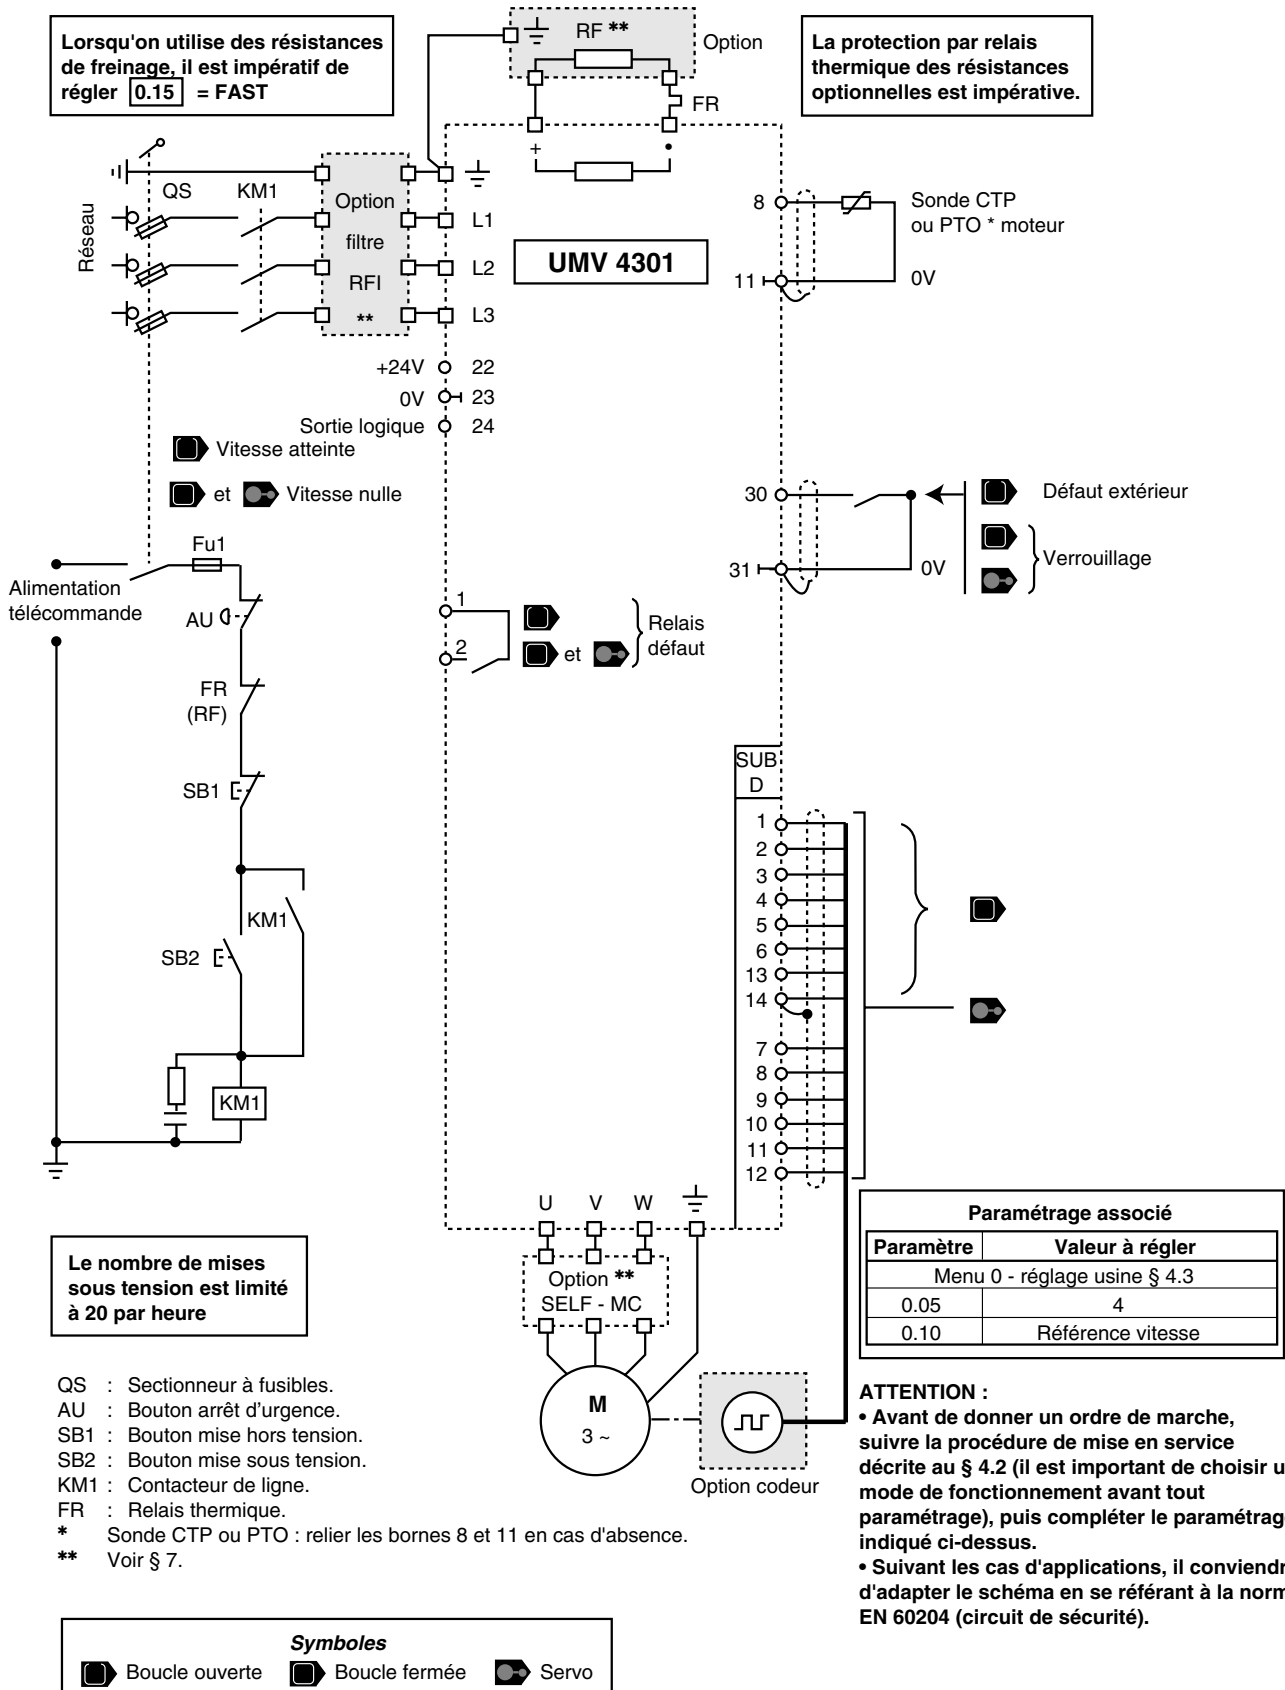 Lorsqu'on utilise des résistances
de freinage, il est impératif de
régler 0.15 = FAST
RF **
Option
FR
La protection par relais
thermique des résistances
optionnelles est impérative.
+
Réseau
QS
KM1
Option
filtre
RFI
**
L1
L2
L3
UMV 4301
8
Sonde CTP
ou PTO * moteur
11
0V
+24V 22
0V 23
Sortie logique 24
Vitesse atteinte
et Vitesse nulle
30
Défaut extérieur
31
0V
Verrouillage
Fu1
Alimentation
télécommande
AU
FR
(RF)
SB1
KM1
SB2
KM1
1
2
et
Relais
défaut
SUB
D
1
2
3
4
5
6
13
14
7
8
9
10
11
12
U V W
Option **
SELF - MC
M
3 ~
Option codeur
Le nombre de mises
sous tension est limité
à 20 par heure
Paramétrage associé
Paramètre Valeur à régler
Menu 0 - réglage usine § 4.3
0.05 4
0.10 Référence vitesse
QS : Sectionneur à fusibles.
AU : Bouton arrêt d'urgence.
SB1 : Bouton mise hors tension.
SB2 : Bouton mise sous tension.
KM1 : Contacteur de ligne.
FR : Relais thermique.
* Sonde CTP ou PTO : relier les bornes 8 et 11 en cas d'absence.
** Voir § 7.
ATTENTION :
• Avant de donner un ordre de marche,
suivre la procédure de mise en service
décrite au § 4.2 (il est important de choisir u
mode de fonctionnement avant tout
paramétrage), puis compléter le paramétrag
indiqué ci-dessus.
• Suivant les cas d'applications, il conviendr
d'adapter le schéma en se référant à la norm
EN 60204 (circuit de sécurité).
Symboles
Boucle ouverte Boucle fermée Servo